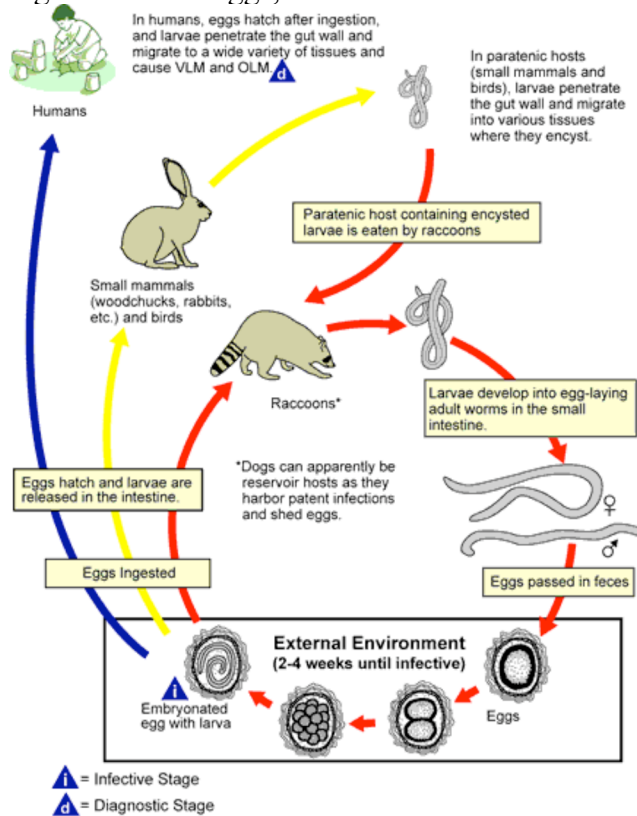 In humans, eggs hatch after ingestion,
and larvae penetrate the gut wall and
migrate to a wide variety of tissues and
cause VLM and OLM.
d
Humans
In paratenic hosts
(small mammals and
birds), larvae penetrate
the gut wall and migrate
into various tissues
where they encyst.
Paratenic host containing encysted
larvae is eaten by raccoons
Small mammals
(woodchucks, rabbits,
etc.) and birds
Raccoons*
Larvae develop into egg-laying
adult worms in the small
intestine.
Eggs hatch and larvae are
released in the intestine.
*Dogs can apparently be
reservoir hosts as they
harbor patent infections
and shed eggs.
♀
♂
Eggs Ingested
Eggs passed in feces
External Environment
(2-4 weeks until infective)
i
Embryonated
egg with larva
Eggs
i = Infective Stage
d = Diagnostic Stage